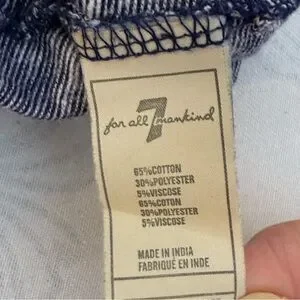 for all 7 mankind
65%COTTON
30%POLYESTER
5%VISCOSE
65%COTON
30%POLYESTER
5%VISCOSE
MADE IN INDIA
FABRIQUÉ EN INDE